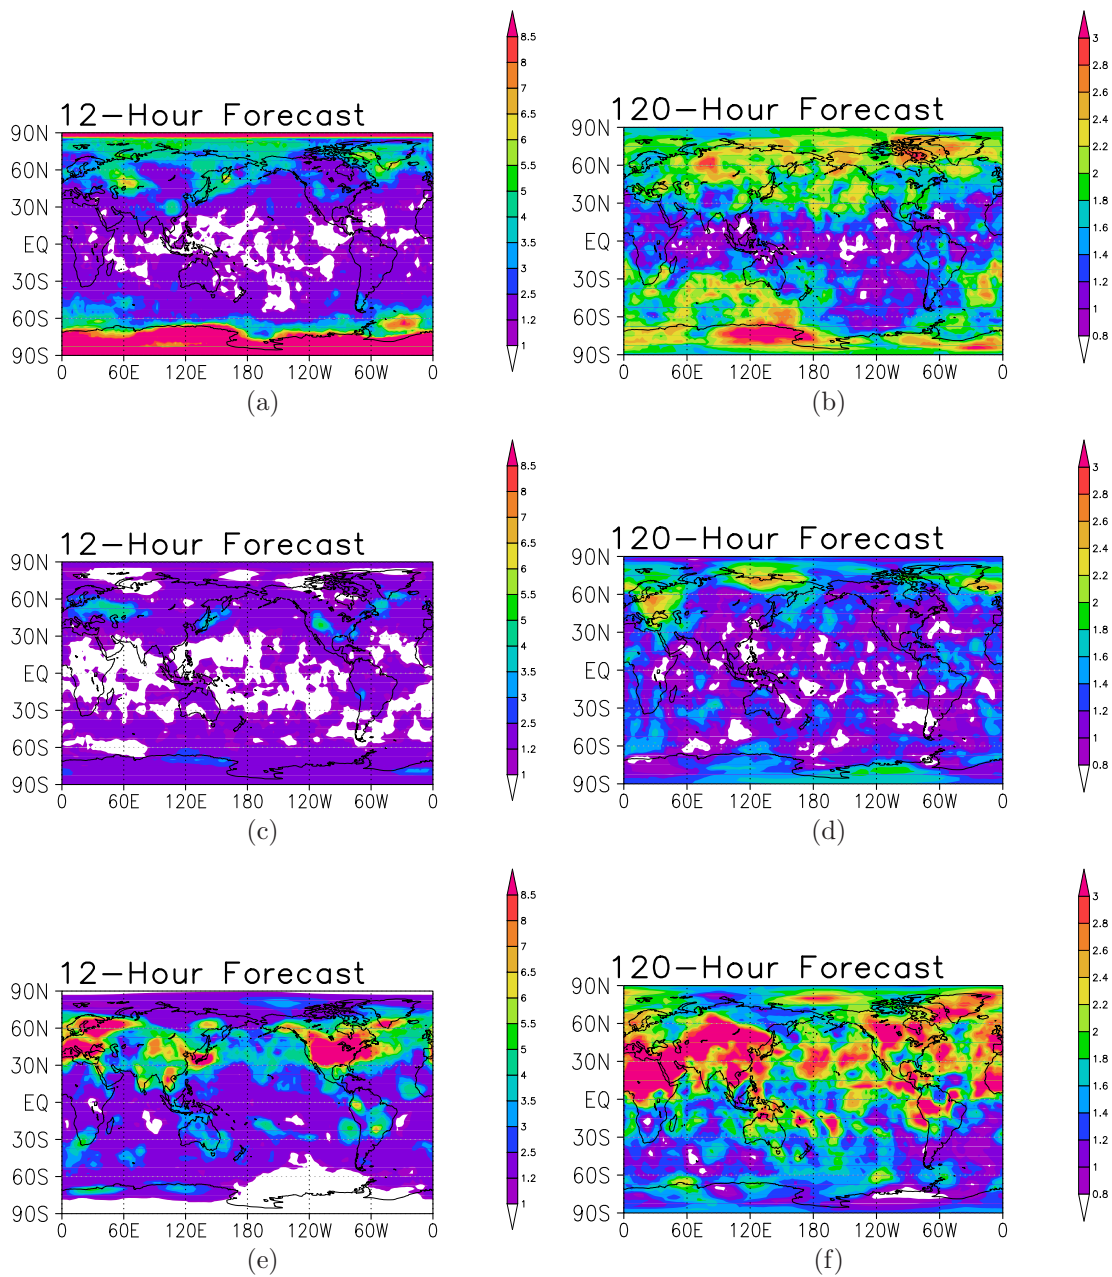 12-Hour Forecast
90N
60N
30N
EQ
30S
60S
90S
0 60E 120E 180 120W 60W 0
8.5
8
7
6.5
6
5.5
5
4
3.5
3
2.5
1.2
1
(a)
120-Hour Forecast
90N
60N
30N
EQ
30S
60S
90S
0 60E 120E 180 120W 60W 0
3
2.8
2.6
2.4
2.2
2
1.8
1.6
1.4
1.2
1
0.8
(b)
12-Hour Forecast
90N
60N
30N
EQ
30S
60S
90S
0 60E 120E 180 120W 60W 0
8.5
8
7
6.5
6
5.5
5
4
3.5
3
2.5
1.2
1
(c)
120-Hour Forecast
90N
60N
30N
EQ
30S
60S
90S
0 60E 120E 180 120W 60W 0
3
2.8
2.6
2.4
2.2
2
1.8
1.6
1.4
1.2
1
0.8
(d)
12-Hour Forecast
90N
60N
30N
EQ
30S
60S
90S
0 60E 120E 180 120W 60W 0
8.5
8
7
6.5
6
5.5
5
4
3.5
3
2.5
1.2
1
(e)
120-Hour Forecast
90N
60N
30N
EQ
30S
60S
90S
0 60E 120E 180 120W 60W 0
3
2.8
2.6
2.4
2.2
2
1.8
1.6
1.4
1.2
1
0.8
(f)